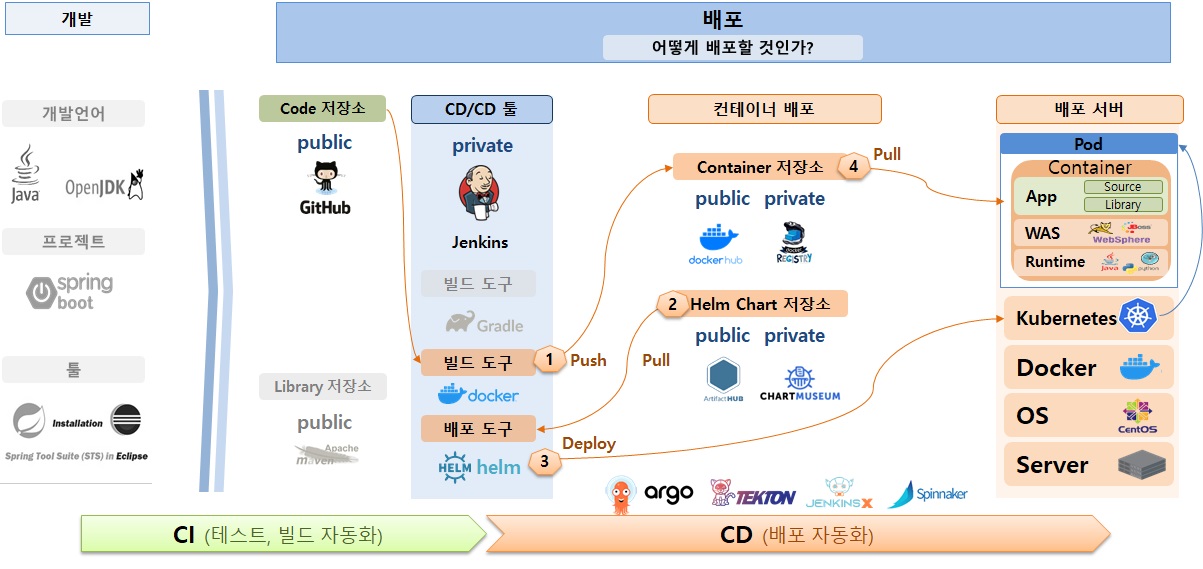 개발
배포
어떻게 배포할 것인가?
개발언어
Java
OpenJDK
프로젝트
spring
boot
툴
Installation
Spring Tool Suite (STS) in Eclipse
Code 저장소
public
GitHub
Library 저장소
public
Apache
maven
CD/CD 툴
private
Jenkins
빌드 도구
Gradle
빌드 도구
1
Push
docker
배포 도구
HELM helm
3
Deploy
컨테이너 배포
Container 저장소
4
Pull
public private
dockerhub
DOCKER
REGISTRY
2
Helm Chart 저장소
Pull
public private
ArtifactHUB
CHARTMUSEUM
argo
TEKTON
JENKINS X
Spinnaker
배포 서버
Pod
Container
App
Source
Library
WAS
JBoss
WebSphere
Runtime
Java
python
Kubernetes
Docker
OS
CentOS
Server
CI (테스트, 빌드 자동화)
CD (배포 자동화)